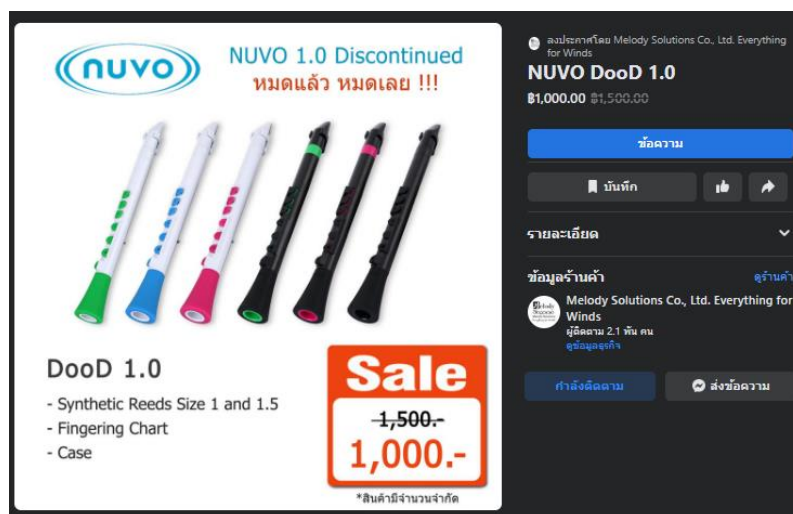 nuvo
NUVO 1.0 Discontinued
หมดแล้ว หมดเลย !!!
DooD 1.0
- Synthetic Reeds Size 1 and 1.5
- Fingering Chart
- Case
Sale
1,500.-
1,000.-
*สินค้ามีจำนวนจำกัด
ลงประกาศโดย Melody Solutions Co., Ltd. Everything
for Winds
NUVO DooD 1.0
฿1,000.00 ฿1,500.00
ข้อความ
บันทึก
รายละเอียด
ข้อมูลร้านค้า
ดูร้านค้า
Melody Solutions Co., Ltd. Everything for
Winds
ผู้ติดตาม 2.1 พัน คน
ดูข้อมูลธุรกิจ
กำลังติดตาม
ส่งข้อความ